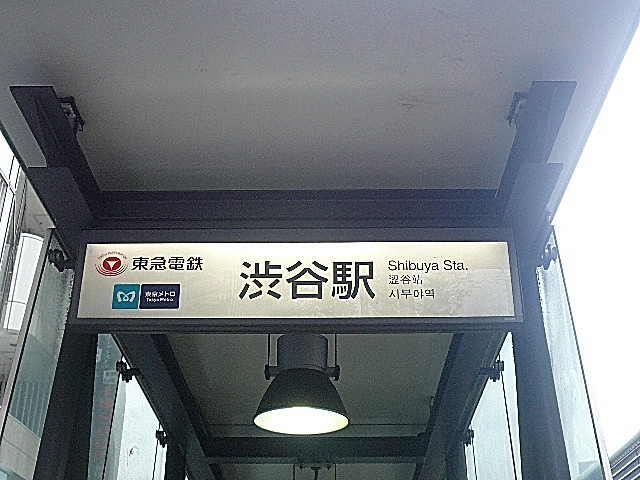 東急電鉄
東京メトロ
Tokyo Metro
渋谷駅
Shibuya Sta.
涩谷站
시부야역